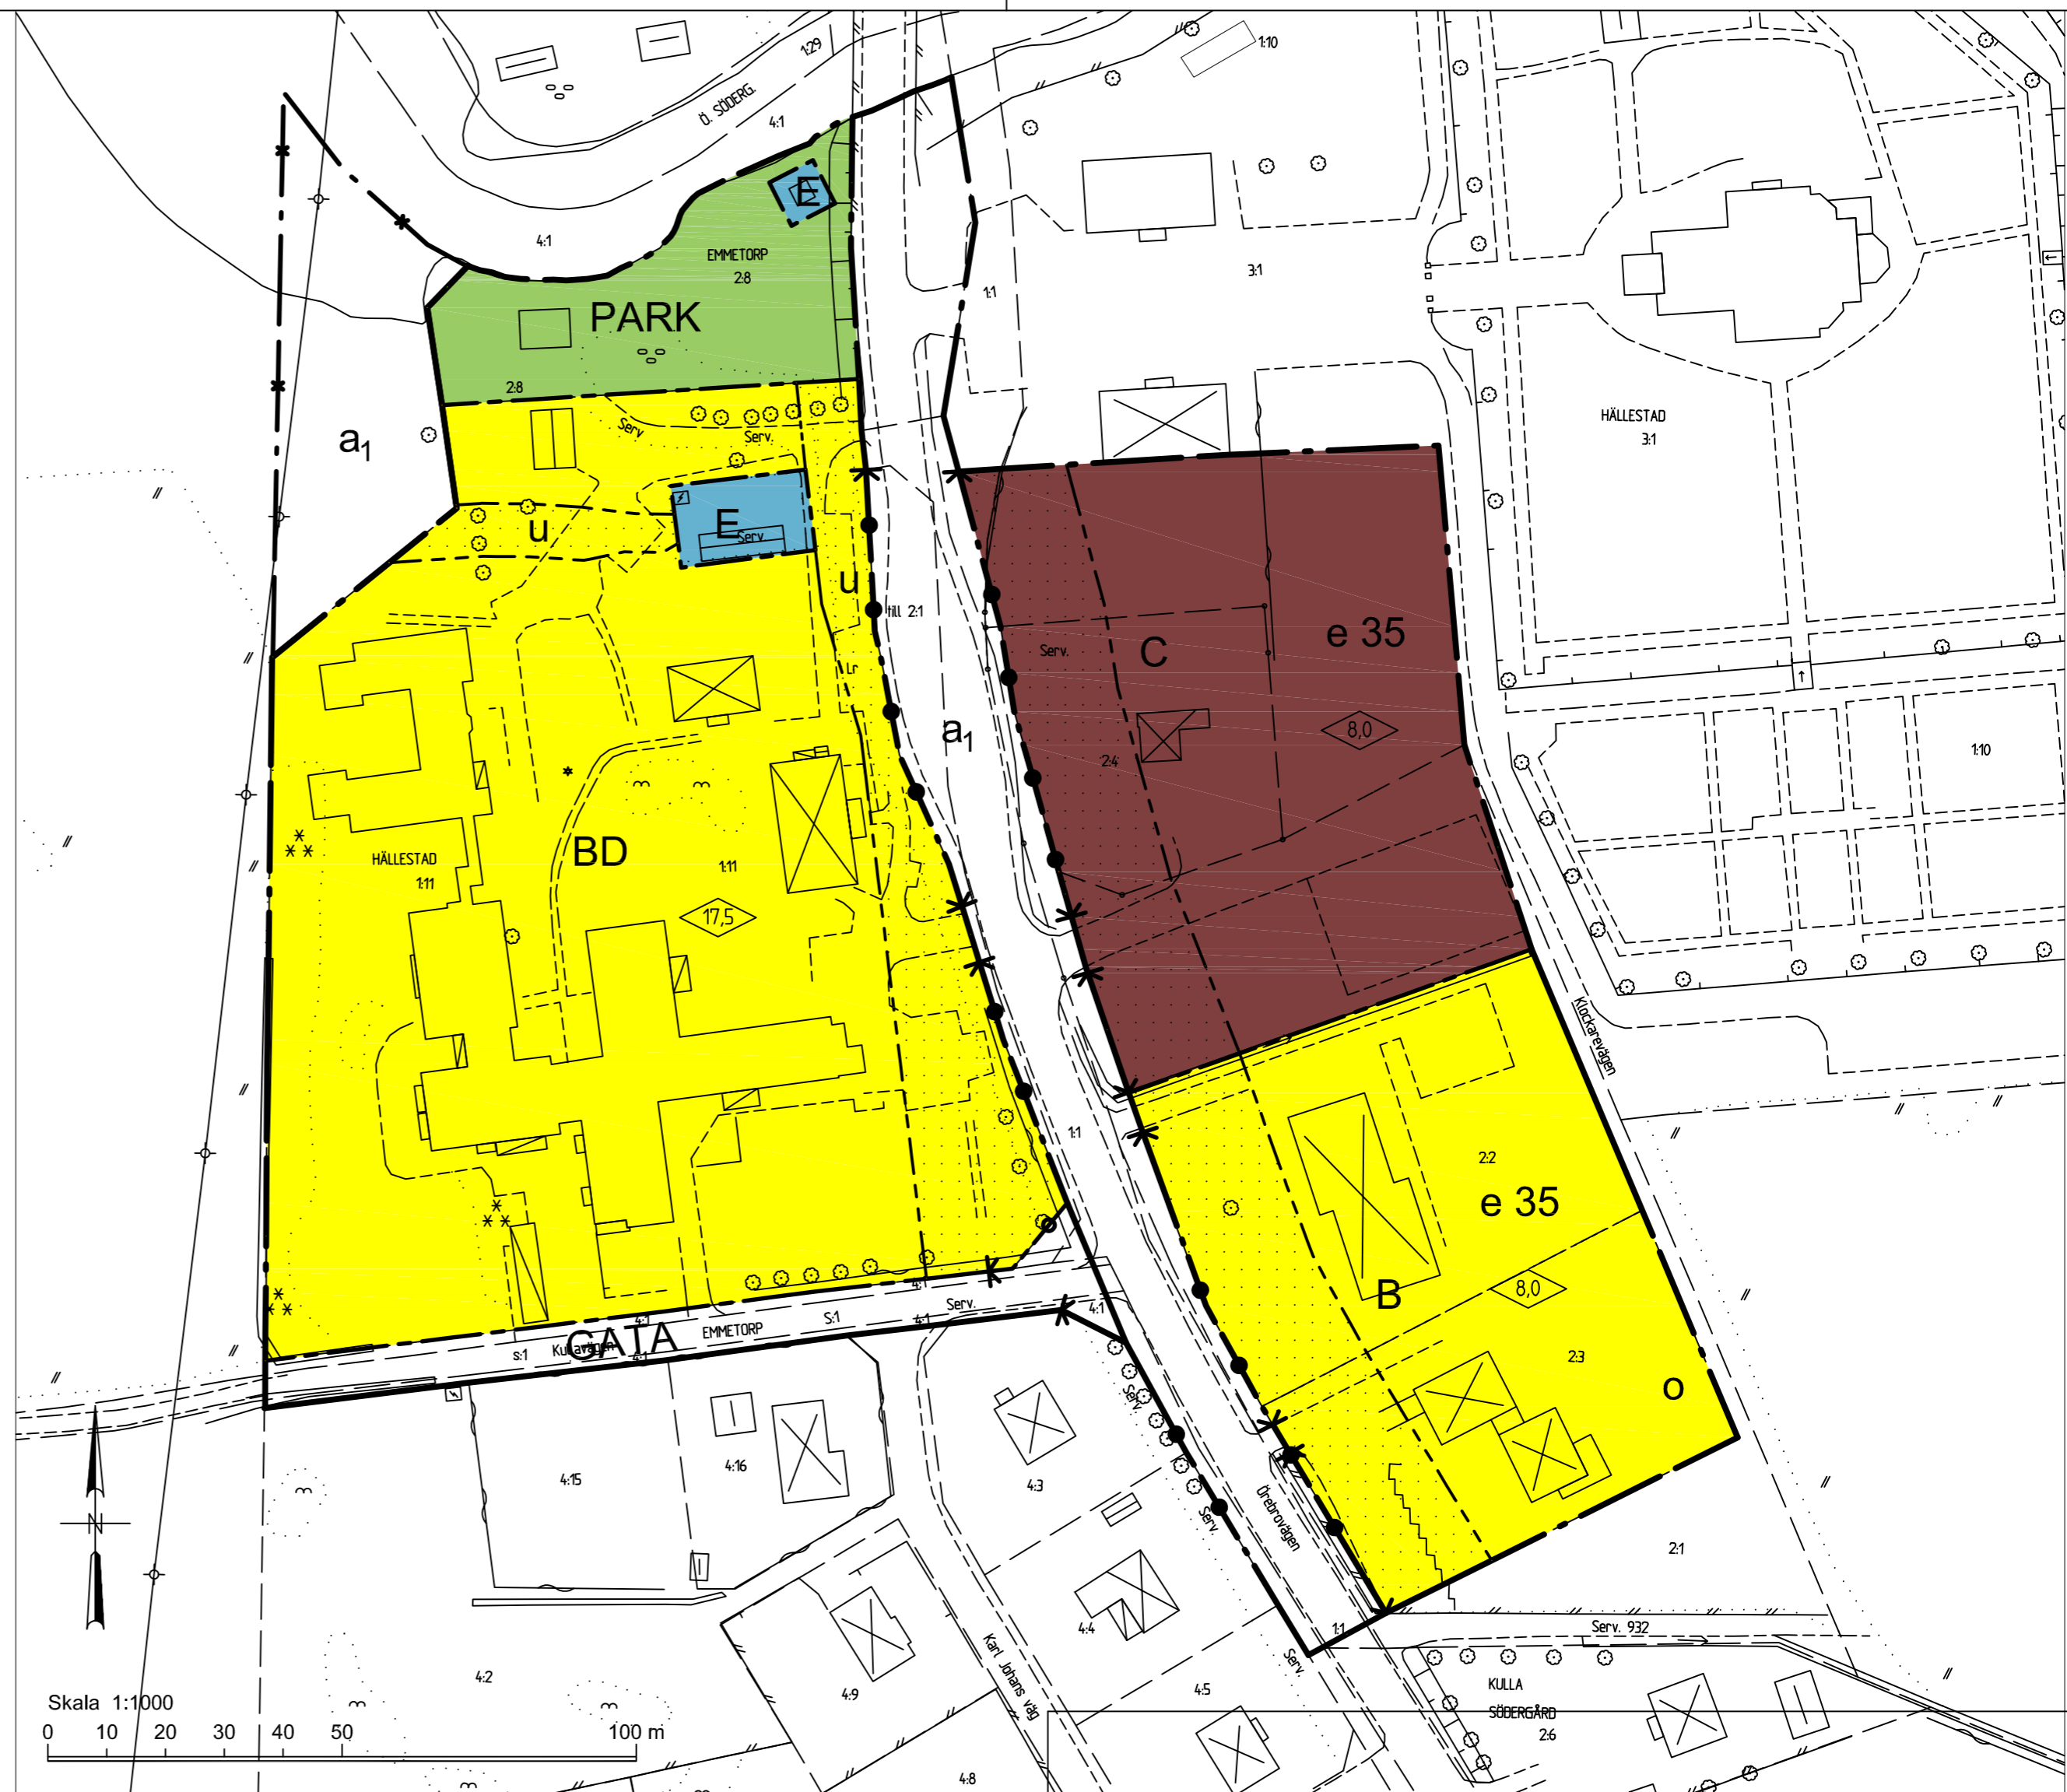 1:29
1:10
Ö. SÖDERG.
4:1
E
4:1
EMMETORP
2:8
3:1
1:1
PARK
2:8
HÄLLESTAD
3:1
a1
Serv
Serv.
u
E
Serv
u
till 2:1
Serv.
C
e 35
Lr
a1
8,0
2:4
1:10
BD
HÄLLESTAD
1:11
1:11
17,5
Klockarevägen
1:1
2:2
e 35
B
8,0
4:1
Serv.
4:1
S:1
4:1
4:1
EMMETORP
GATA
s:1
Kullavägen
4:1
2:3
o
Serv.
4:15
4:16
4:3
Serv.
Örebrovägen
N
2:1
4:4
1:1
Serv. 932
Karl Johans väg
Serv.
4:2
4:9
4:5
KULLA
SÖDERGÅRD
2:6
Skala 1:1000
0 10 20 30 40 50 100 m
4:8